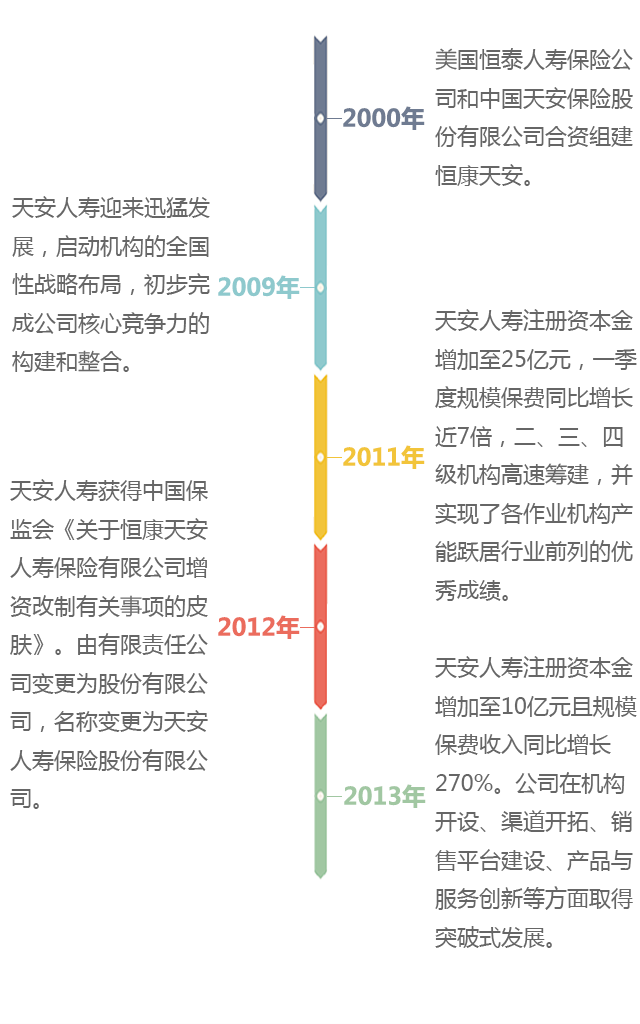 2000年
美国恒泰人寿保险公
司和中国天安保险股
份有限公司合资组建
恒康天安。
2009年
天安人寿迎来迅猛发
展，启动机构的全国
性战略布局，初步完
成公司核心竞争力的
构建和整合。
2011年
天安人寿注册资本金
增加至25亿元，一季
度规模保费同比增长
近7倍，二、三、四
级机构高速筹建，并
实现了各作业机构产
能跃居行业前列的优
秀成绩。
2012年
天安人寿获得中国保
监会《关于恒康天安
人寿保险有限公司增
资改制有关事项的皮
肤》。由有限责任公
司变更为股份有限公
司，名称变更为天安
人寿保险股份有限公
司。
2013年
天安人寿注册资本金
增加至10亿元且规模
保费收入同比增长
270%。公司在机构
开设、渠道开拓、销
售平台建设、产品与
服务创新等方面取得
突破式发展。